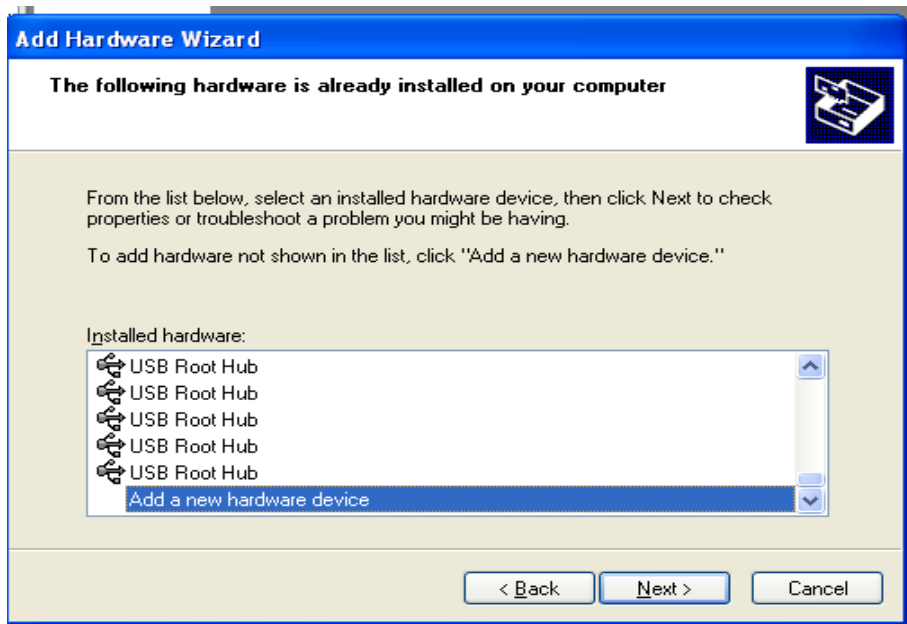 Add Hardware Wizard
The following hardware is already installed on your computer
From the list below, select an installed hardware device, then click Next to check
properties or troubleshoot a problem you might be having.
To add hardware not shown in the list, click "Add a new hardware device."
Installed hardware:
USB Root Hub
USB Root Hub
USB Root Hub
USB Root Hub
USB Root Hub
Add a new hardware device
< Back Next > Cancel